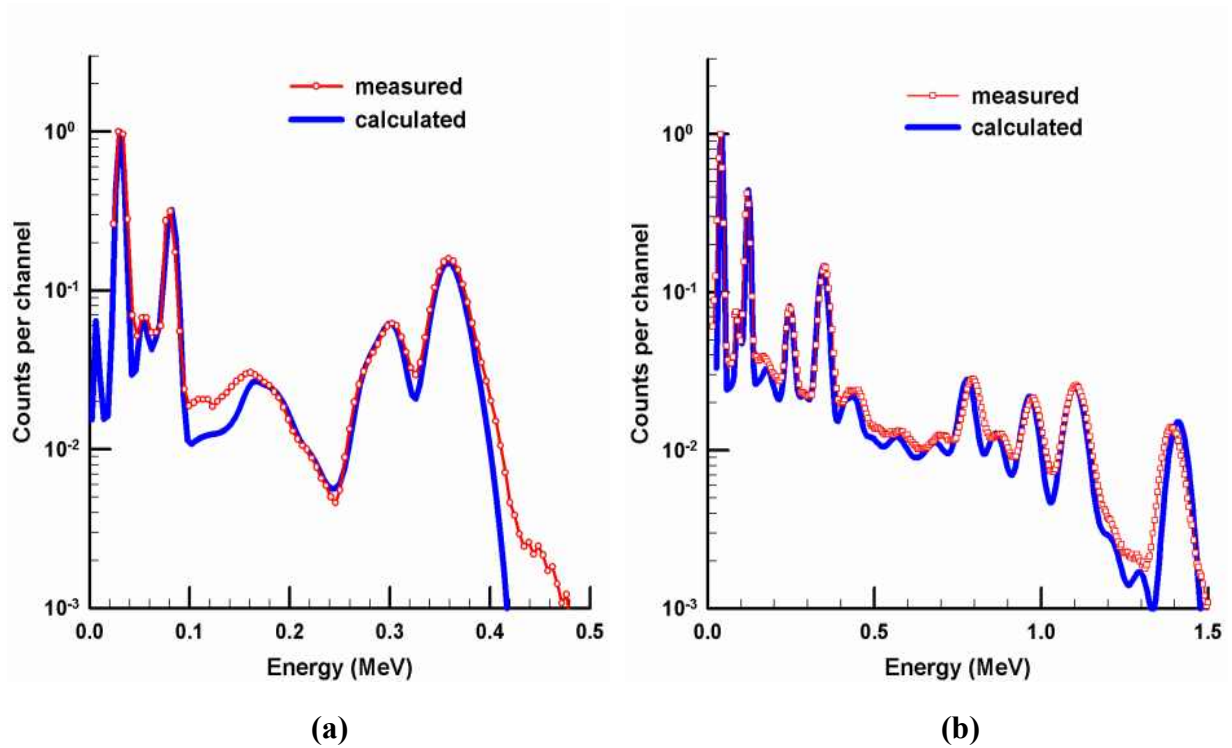 measured
calculated
10⁰
10⁻¹
10⁻²
10⁻³
Counts per channel
0.0 0.1 0.2 0.3 0.4 0.5
Energy (MeV)
(a)
measured
calculated
10⁰
10⁻¹
10⁻²
10⁻³
Counts per channel
0.0 0.5 1.0 1.5
Energy (MeV)
(b)